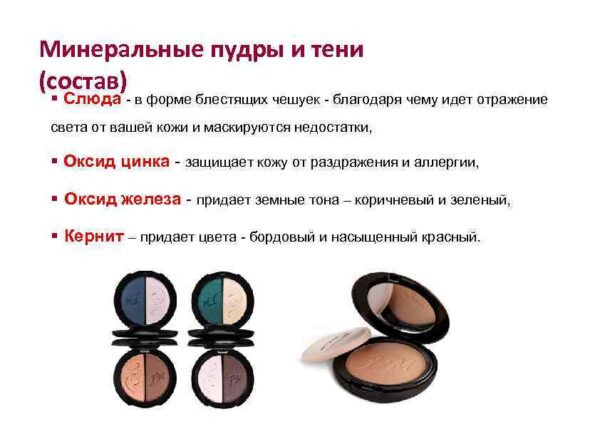 Минеральные пудры и тени
(состав)
▪ Слюда - в форме блестящих чешуек - благодаря чему идет отражение
света от вашей кожи и маскируются недостатки,
▪ Оксид цинка - защищает кожу от раздражения и аллергии,
▪ Оксид железа - придает земные тона – коричневый и зеленый,
▪ Кернит – придает цвета - бордовый и насыщенный красный.